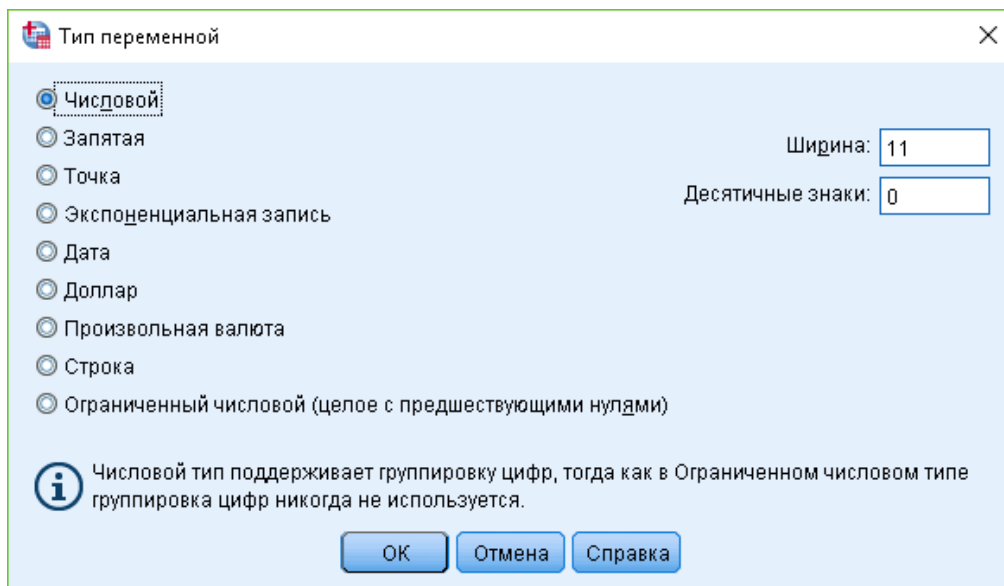 Тип переменной
Числовой
Запятая
Точка
Экспоненциальная запись
Дата
Доллар
Произвольная валюта
Строка
Ограниченный числовой (целое с предшествующими нулями)
Ширина: 11
Десятичные знаки: 0
Числовой тип поддерживает группировку цифр, тогда как в Ограниченном числовом типе
группировка цифр никогда не используется.
ОК Отмена Справка